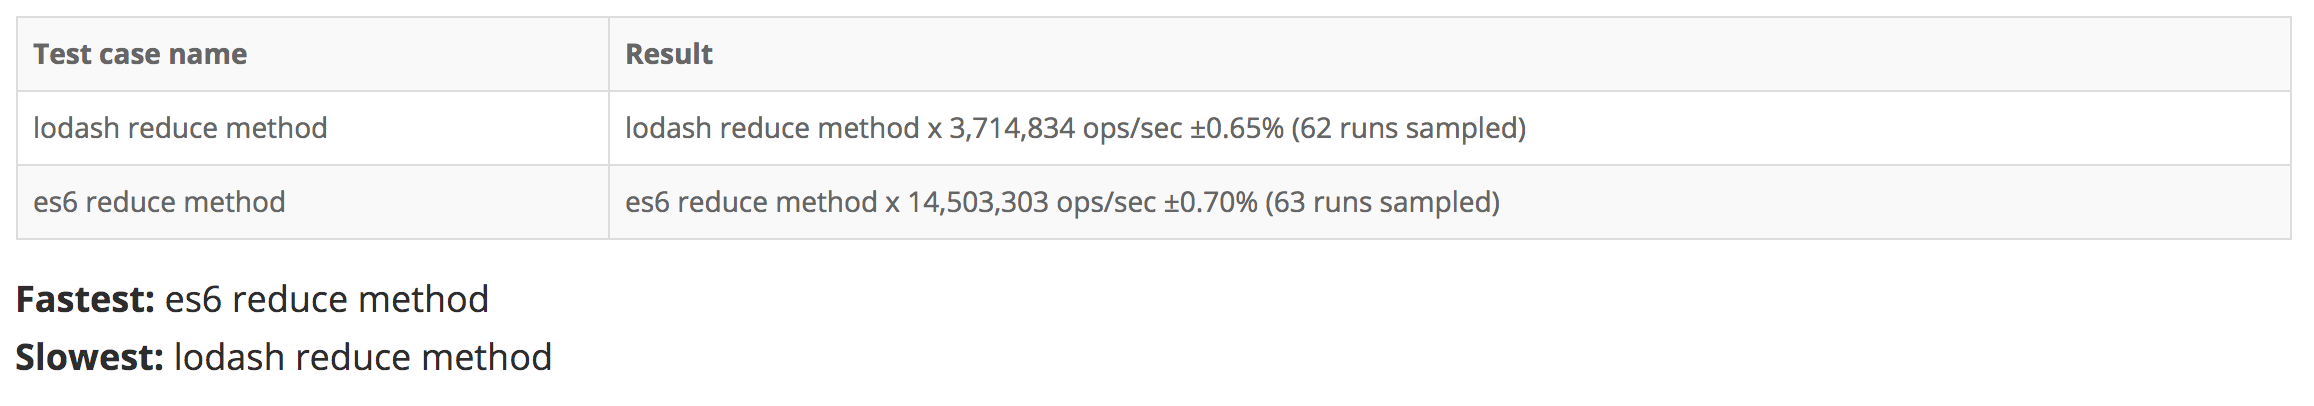 Test case name Result
lodash reduce method lodash reduce method x 3,714,834 ops/sec ±0.65% (62 runs sampled)
es6 reduce method es6 reduce method x 14,503,303 ops/sec ±0.70% (63 runs sampled)
Fastest: es6 reduce method
Slowest: lodash reduce method